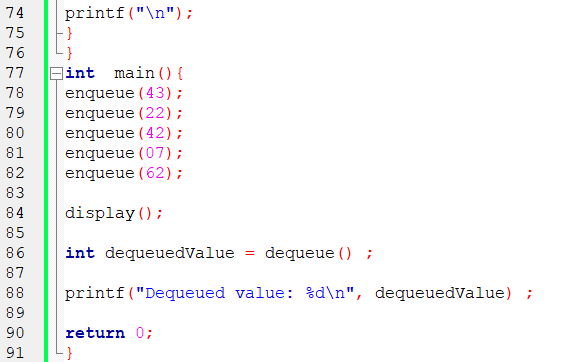 74 printf("\n");
75 }
76 }
77 int  main(){
78 enqueue(43);
79 enqueue(22);
80 enqueue(42);
81 enqueue(07);
82 enqueue(62);
83
84 display();
85
86 int dequeuedValue = dequeue() ;
87
88 printf("Dequeued value: %d\n", dequeuedValue) ;
89
90 return 0;
91 }